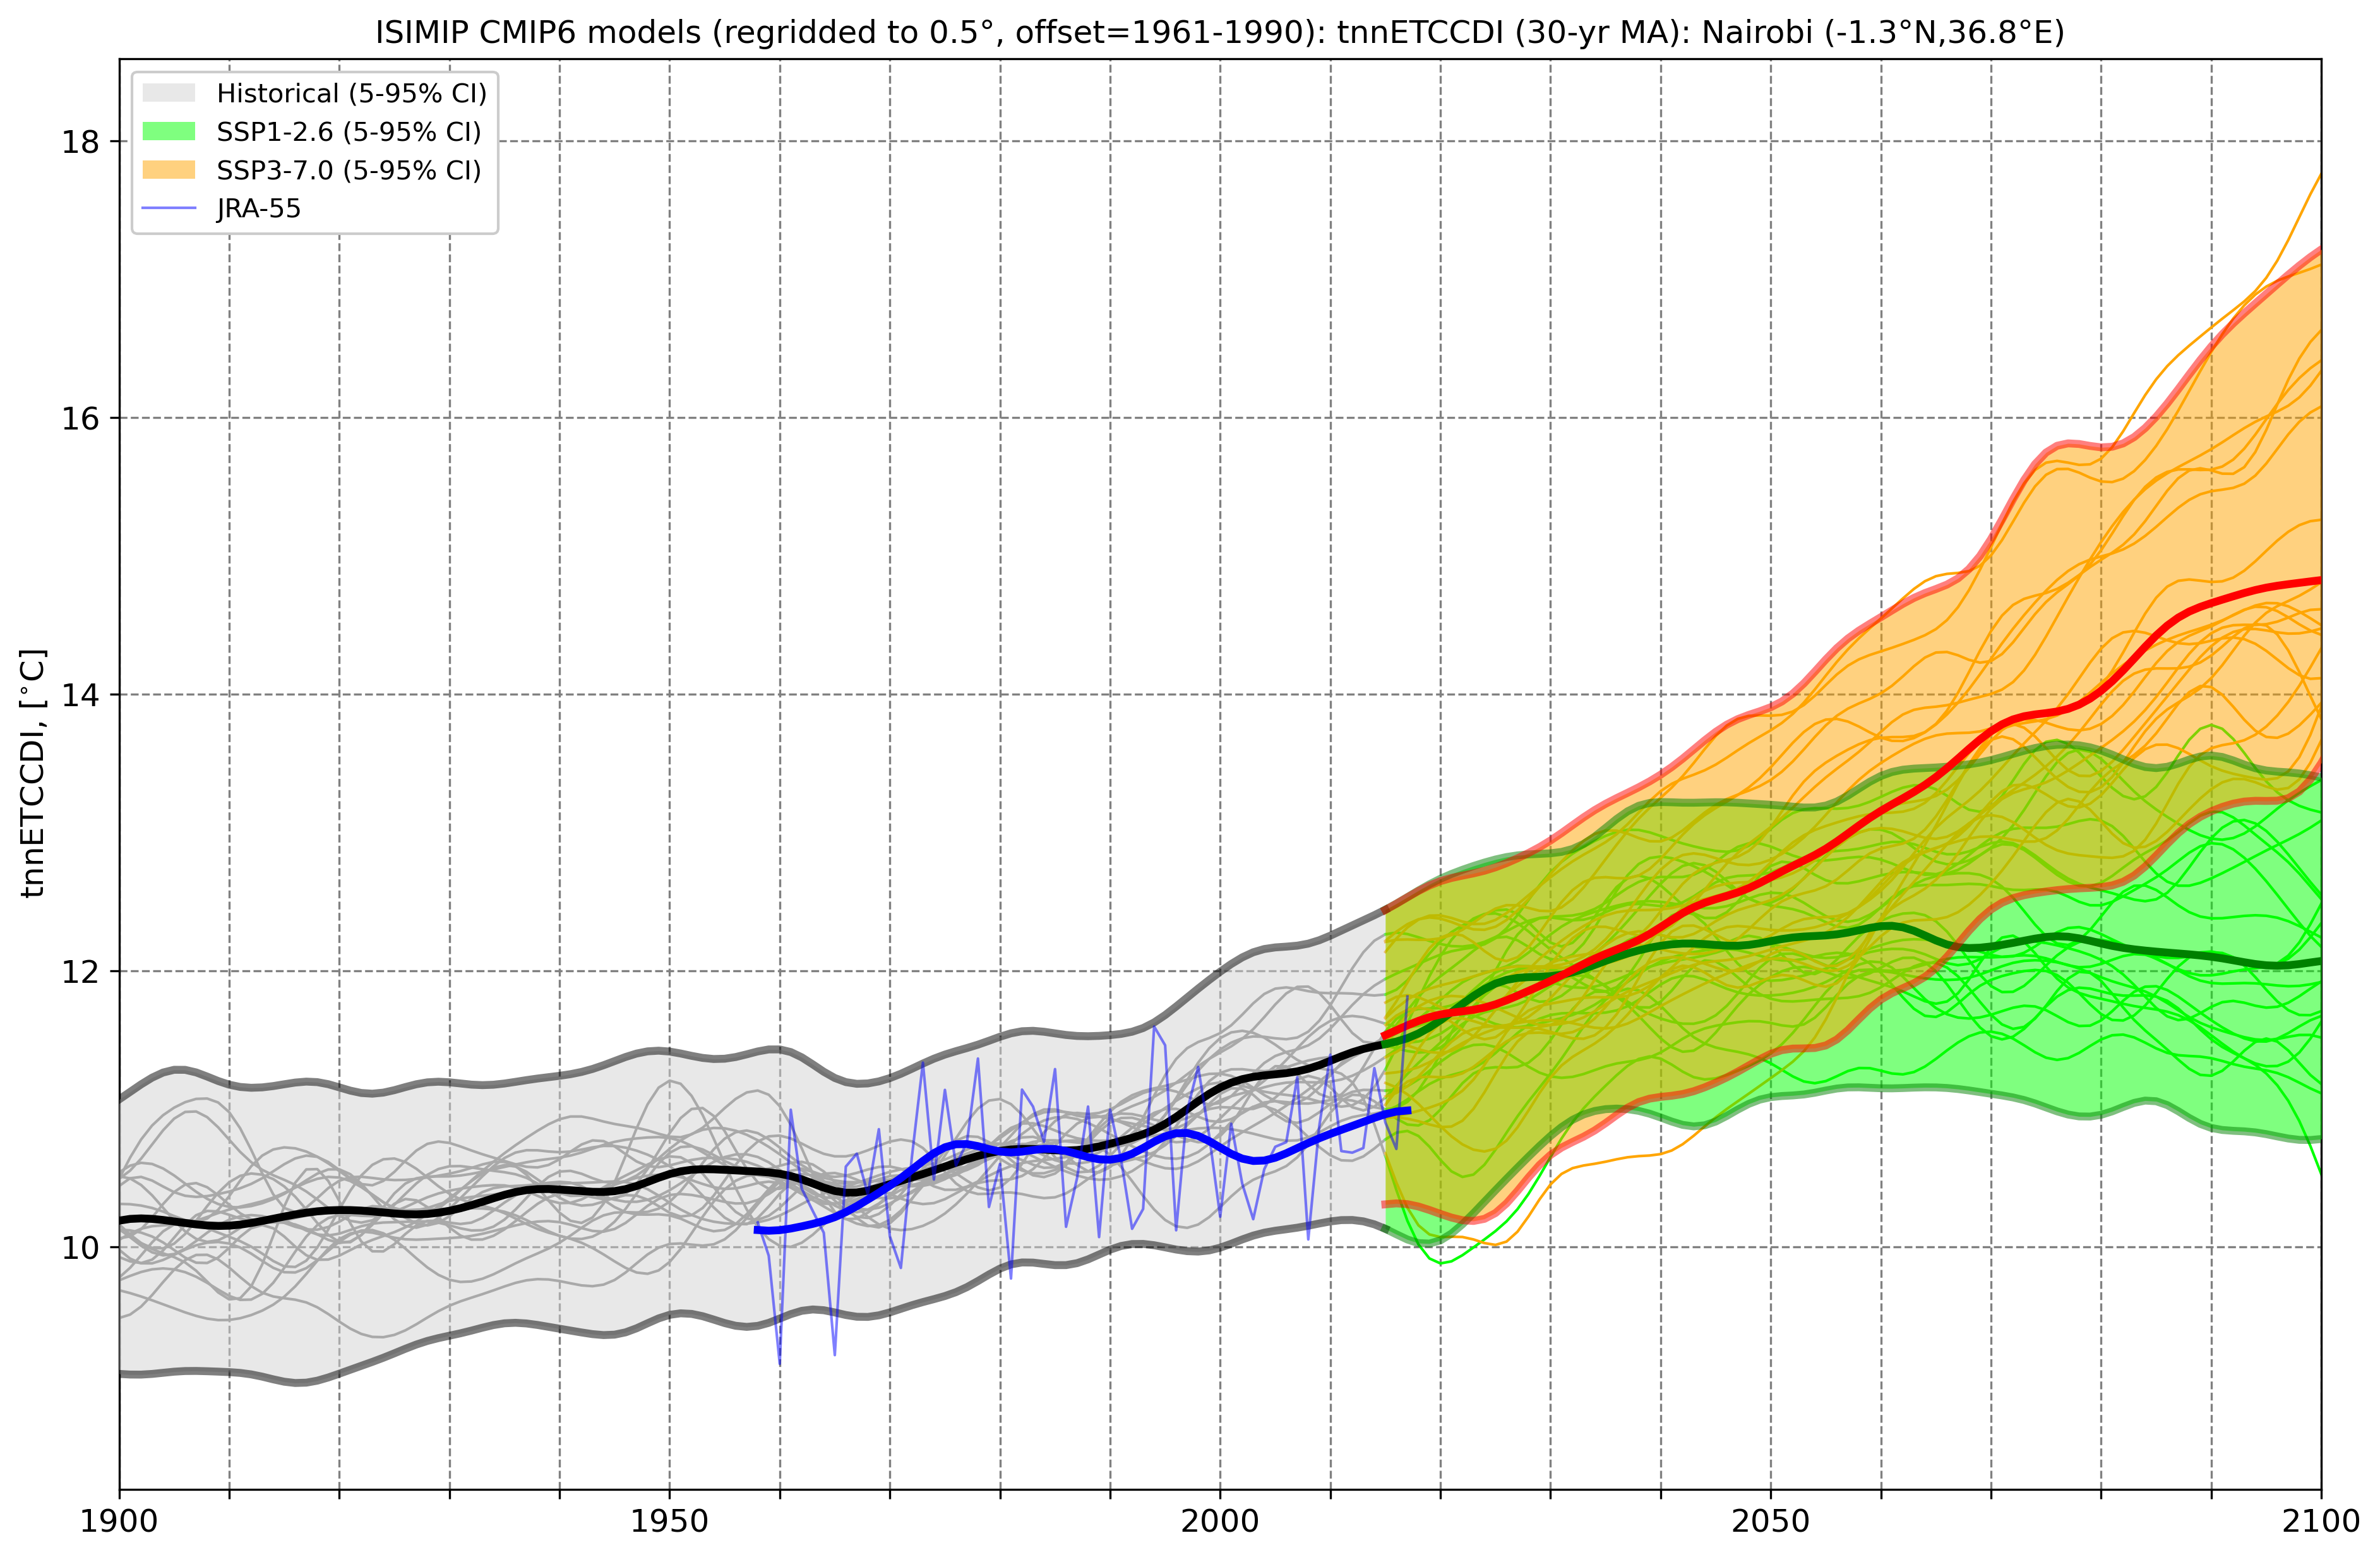 ISIMIP CMIP6 models (regridded to 0.5°, offset=1961-1990): tnnETCCDI (30-yr MA): Nairobi (-1.3°N,36.8°E)
Historical (5-95% CI)
SSP1-2.6 (5-95% CI)
SSP3-7.0 (5-95% CI)
JRA-55
tnnETCCDI, [°C]
18
16
14
12
10
1900
1950
2000
2050
2100